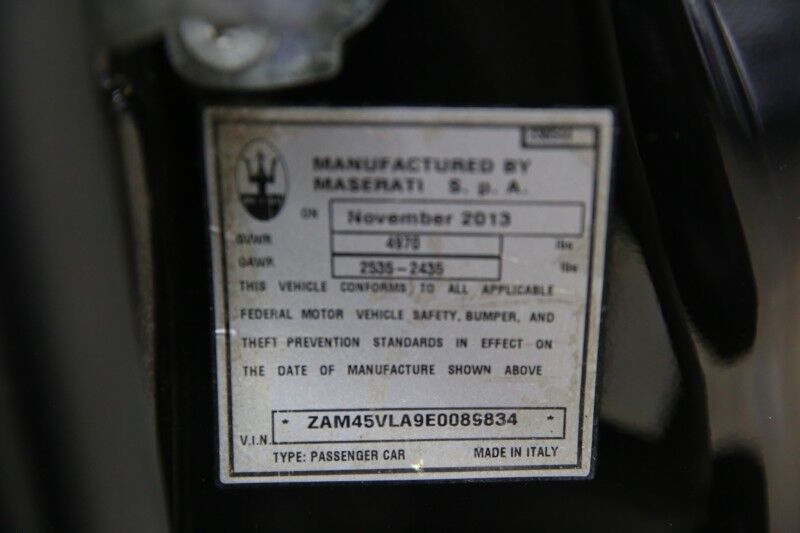 MANUFACTURED BY
MASERATI S. p. A.
ON November 2013
GVWR 4970 lbs
GAWR 2535-2435 lbs
THIS VEHICLE CONFORMS TO ALL APPLICABLE
FEDERAL MOTOR VEHICLE SAFETY, BUMPER, AND
THEFT PREVENTION STANDARDS IN EFFECT ON
THE DATE OF MANUFACTURE SHOWN ABOVE
V.I.N. * ZAM45VLA9E0089834 *
TYPE: PASSENGER CAR MADE IN ITALY